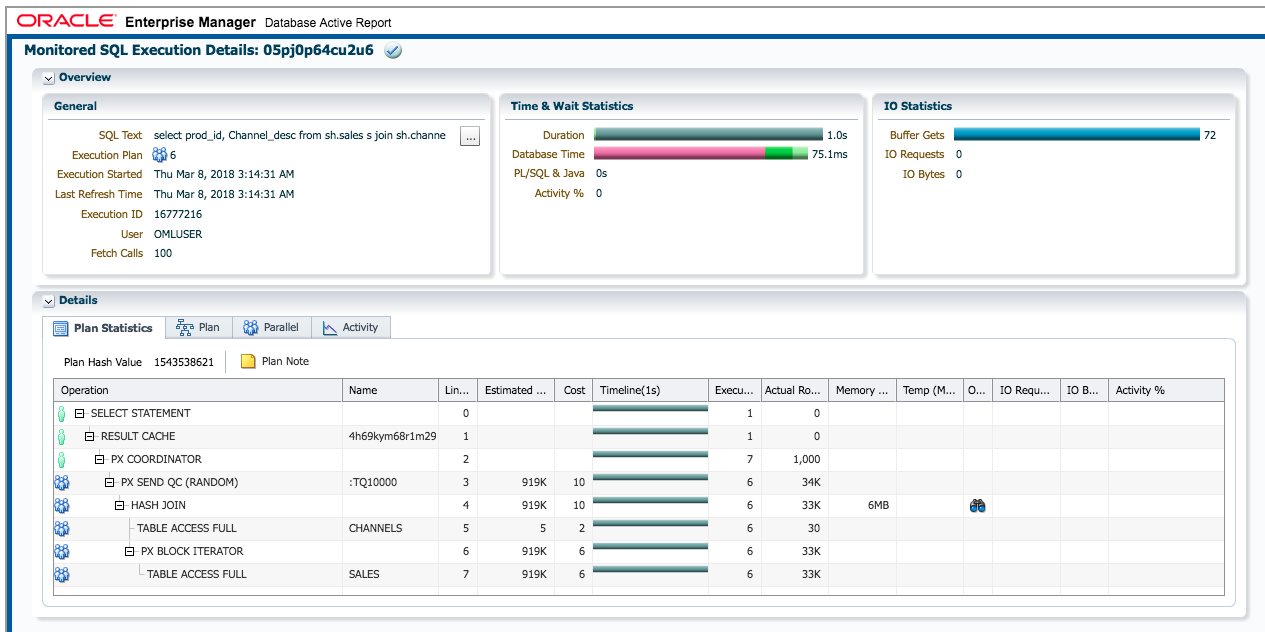 ORACLE Enterprise Manager Database Active Report
Monitored SQL Execution Details: 05pj0p64cu2u6
Overview
General
SQL Text select prod_id, Channel_desc from sh.sales s join sh.channe ...
Execution Plan 6
Execution Started Thu Mar 8, 2018 3:14:31 AM
Last Refresh Time Thu Mar 8, 2018 3:14:31 AM
Execution ID 16777216
User OMLUSER
Fetch Calls 100
Time & Wait Statistics
Duration 1.0s
Database Time 75.1ms
PL/SQL & Java 0s
Activity % 0
IO Statistics
Buffer Gets 72
IO Requests 0
IO Bytes 0
Details
Plan Statistics Plan Parallel Activity
Plan Hash Value 1543538621 Plan Note
Operation Name Lin... Estimated ... Cost Timeline(1s) Execu... Actual Ro... Memory ... Temp (M... O... IO Requ... IO B... Activity %
SELECT STATEMENT 0 1 0
RESULT CACHE 4h69kym68r1m29 1 1 0
PX COORDINATOR 2 7 1,000
PX SEND QC (RANDOM) :TQ10000 3 919K 10 6 34K
HASH JOIN 4 919K 10 6 33K 6MB
TABLE ACCESS FULL CHANNELS 5 5 2 6 30
PX BLOCK ITERATOR 6 919K 6 6 33K
TABLE ACCESS FULL SALES 7 919K 6 6 33K